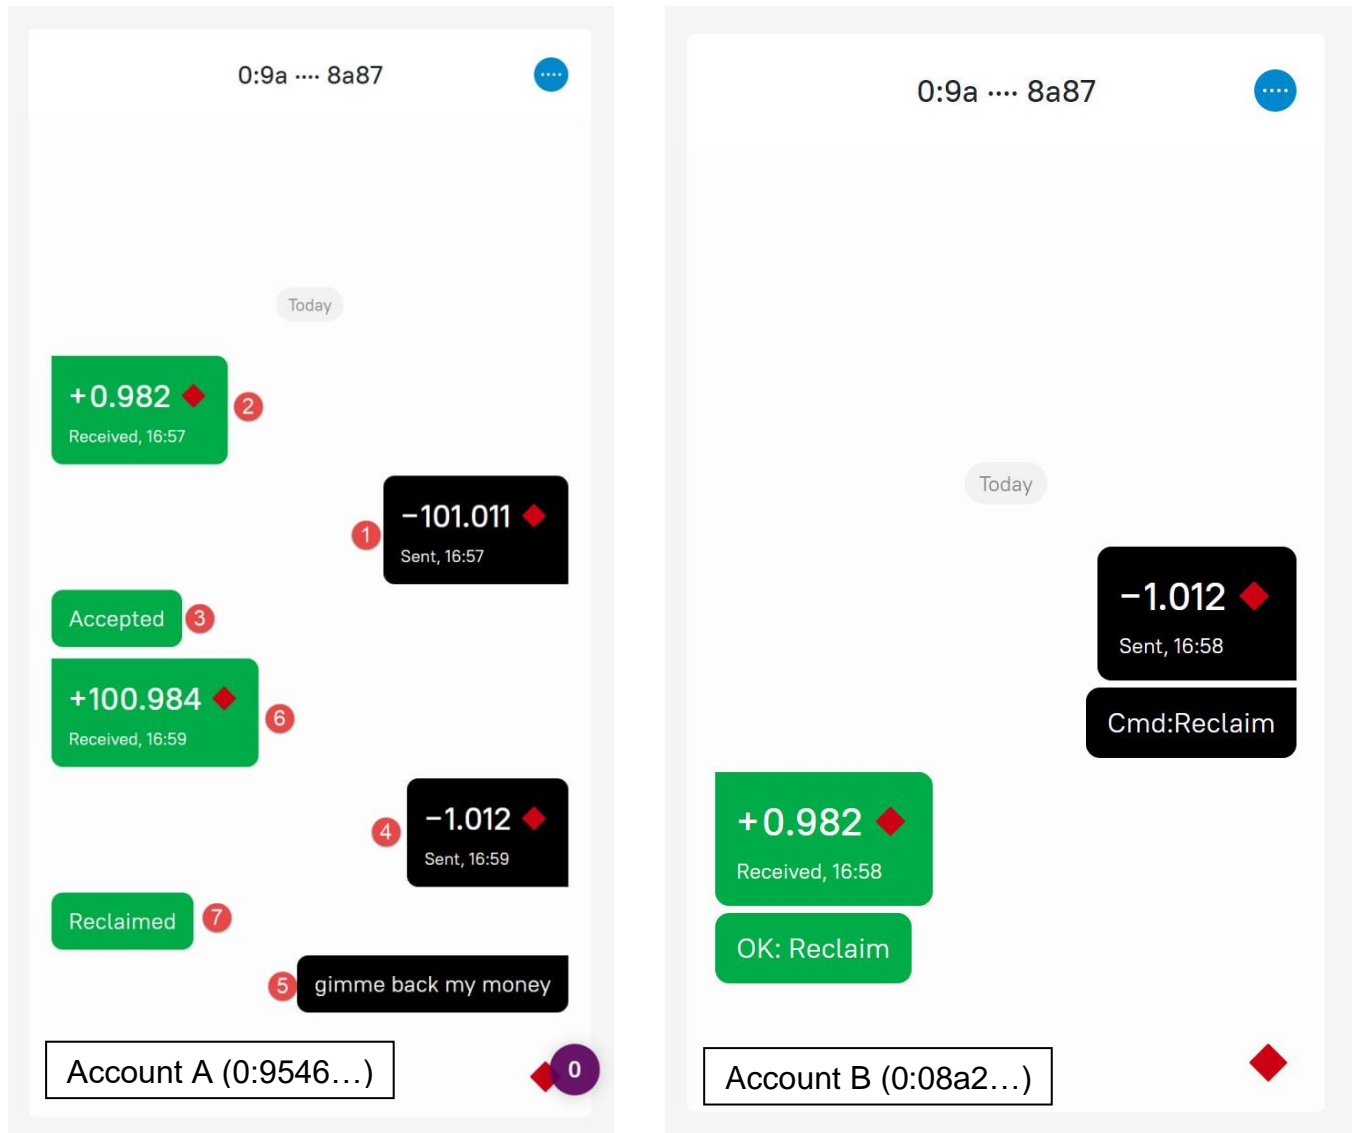 0:9a ···· 8a87
Today
+0.982
2
Received, 16:57
-101.011
1
Sent, 16:57
Accepted
3
+100.984
6
Received, 16:59
-1.012
4
Sent, 16:59
Reclaimed
7
5
gimme back my money
Account A (0:9546...)
0
0:9a ···· 8a87
Today
-1.012
Sent, 16:58
Cmd:Reclaim
+0.982
Received, 16:58
OK: Reclaim
Account B (0:08a2...)